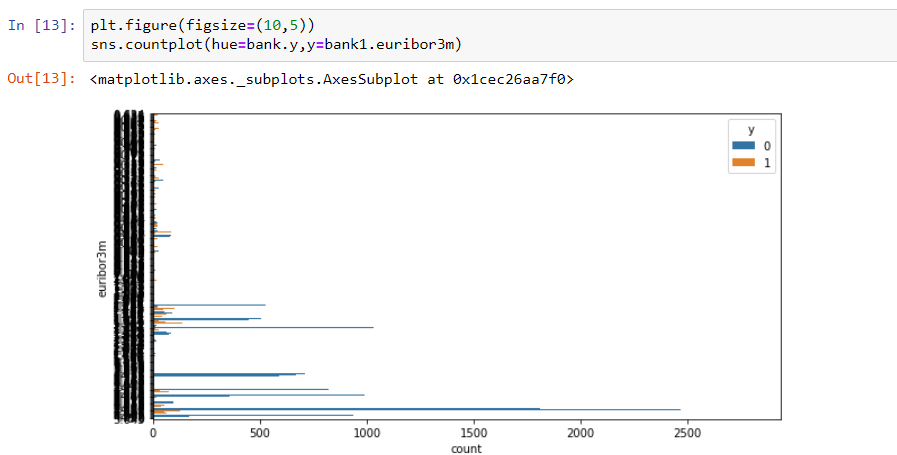 In [13]: plt.figure(figsize=(10,5))
sns.countplot(hue=bank.y,y=bank1.euribor3m)
Out[13]: <matplotlib.axes._subplots.AxesSubplot at 0x1cec26aa7f0>
y
0
1
euribor3m
0 500 1000 1500 2000 2500
count